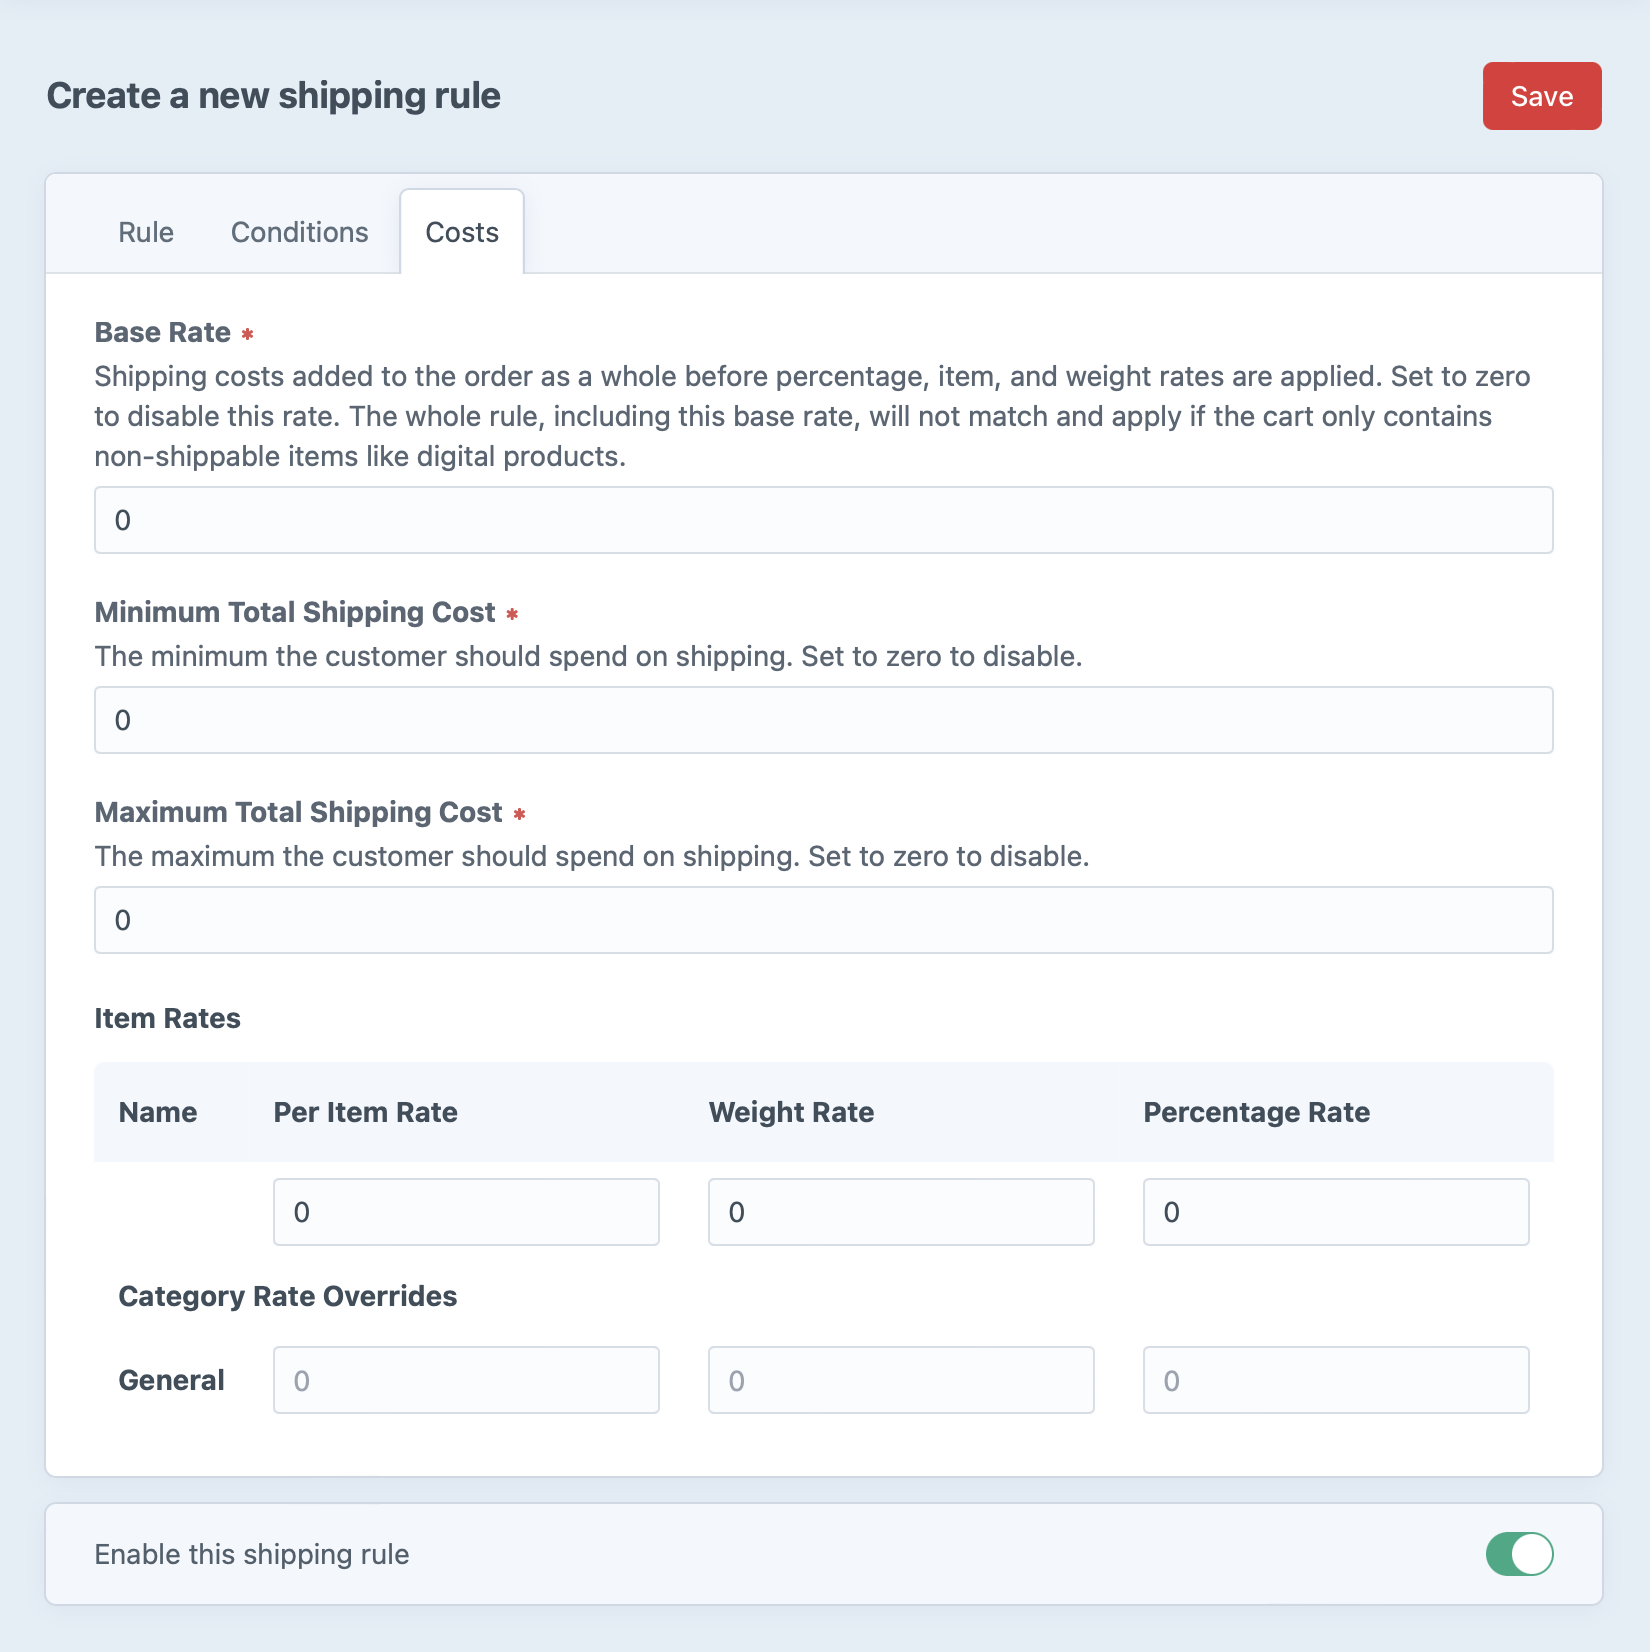 Create a new shipping rule
Save
Rule Conditions Costs
Base Rate *
Shipping costs added to the order as a whole before percentage, item, and weight rates are applied. Set to zero
to disable this rate. The whole rule, including this base rate, will not match and apply if the cart only contains
non-shippable items like digital products.
0
Minimum Total Shipping Cost *
The minimum the customer should spend on shipping. Set to zero to disable.
0
Maximum Total Shipping Cost *
The maximum the customer should spend on shipping. Set to zero to disable.
0
Item Rates
Name Per Item Rate Weight Rate Percentage Rate
0 0 0
Category Rate Overrides
General 0 0 0
Enable this shipping rule